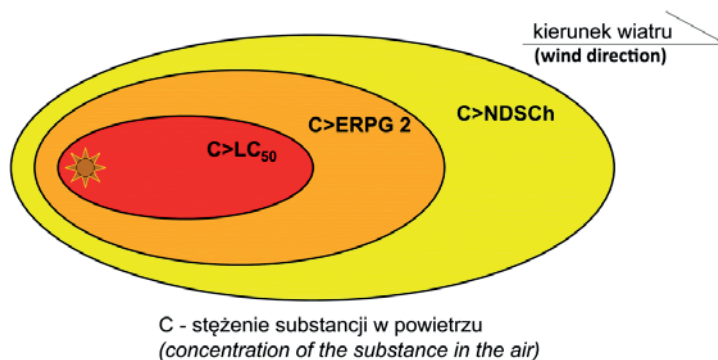 kierunek wiatru
(wind direction)
C>NDSCh
C>ERPG 2
C>LC₅₀
C - stężenie substancji w powietrzu
(concentration of the substance in the air)